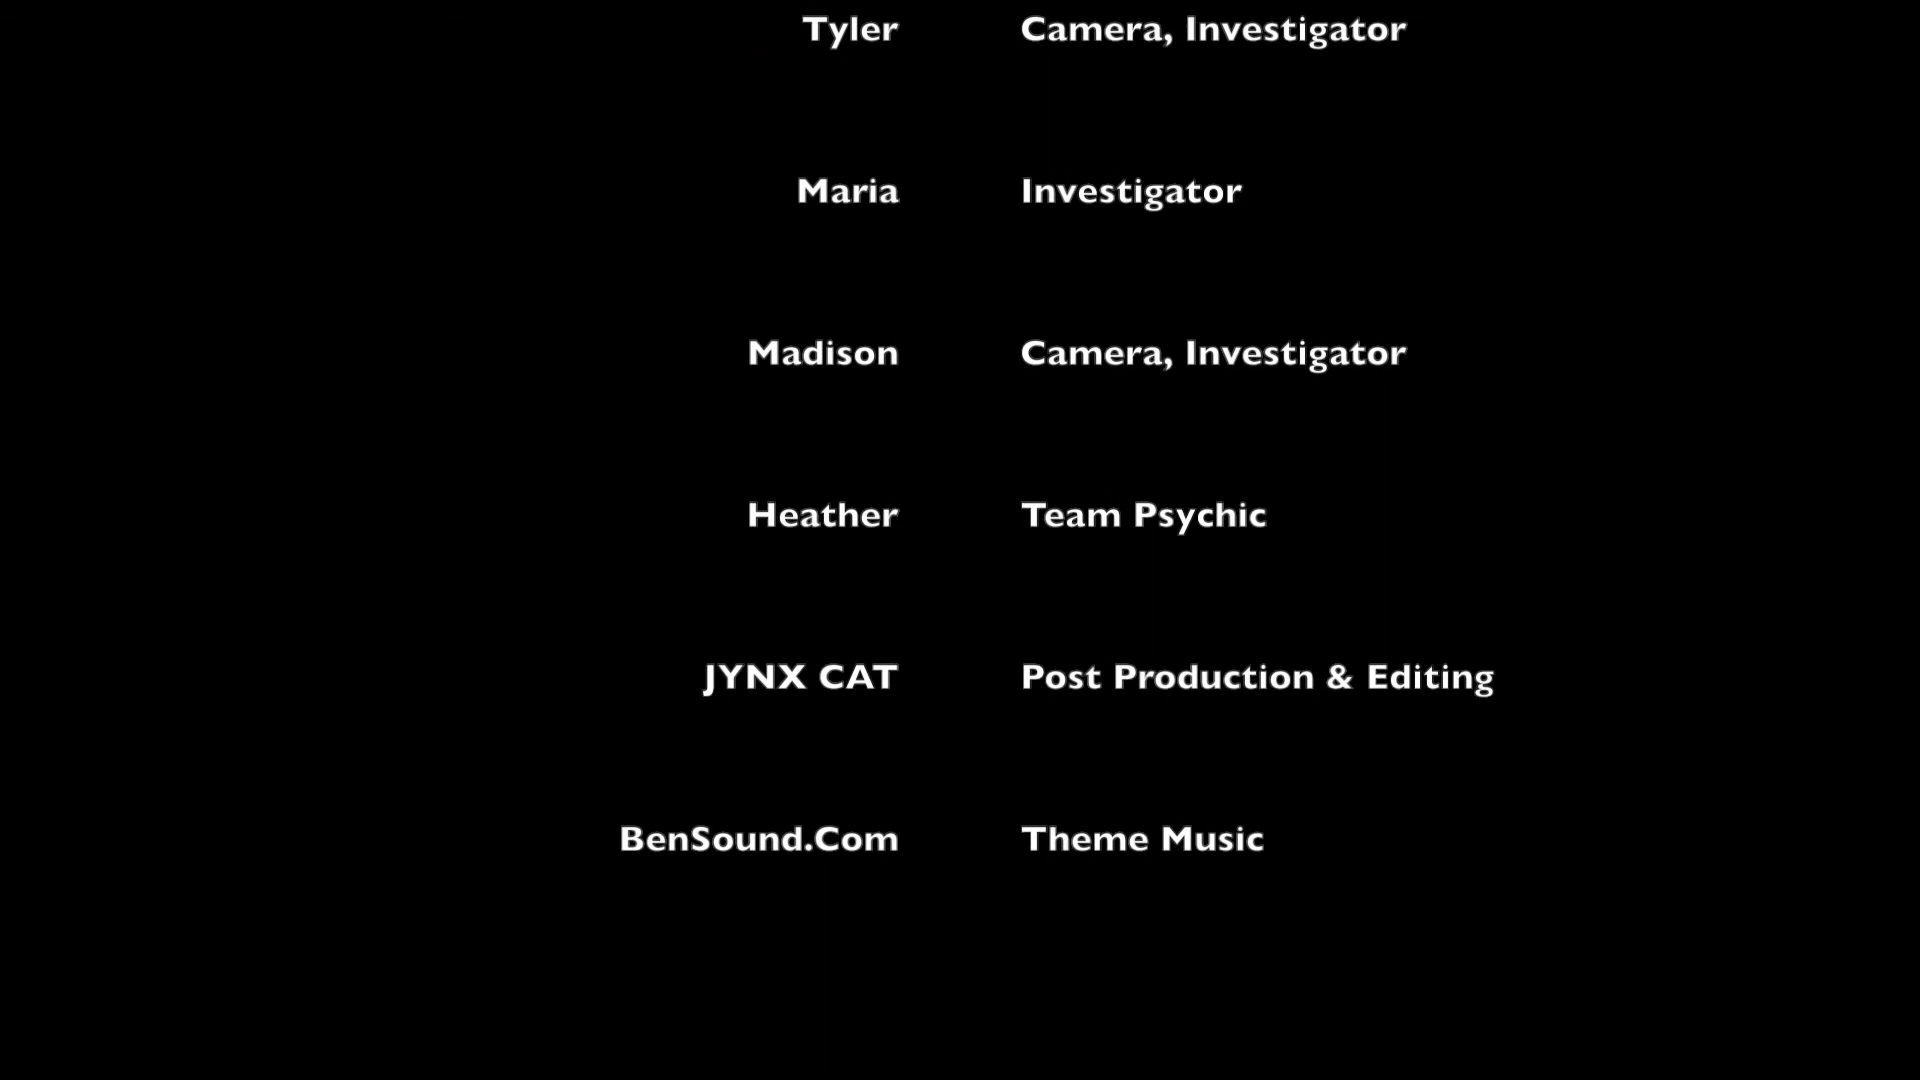 Tyler Camera, Investigator
Maria Investigator
Madison Camera, Investigator
Heather Team Psychic
JYNX CAT Post Production & Editing
BenSound.Com Theme Music